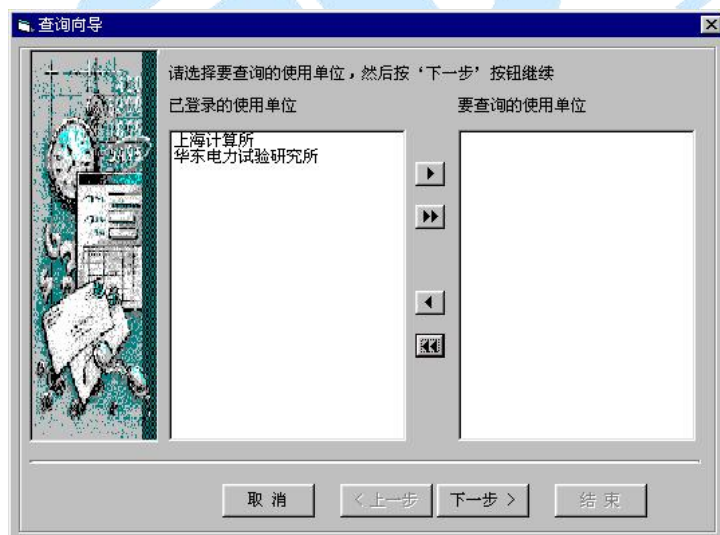 查询向导
请选择要查询的使用单位，然后按‘下一步’按钮继续
已登录的使用单位
要查询的使用单位
上海计算所
华东电力试验研究所
取 消
< 上一步
下一步 >
结 束